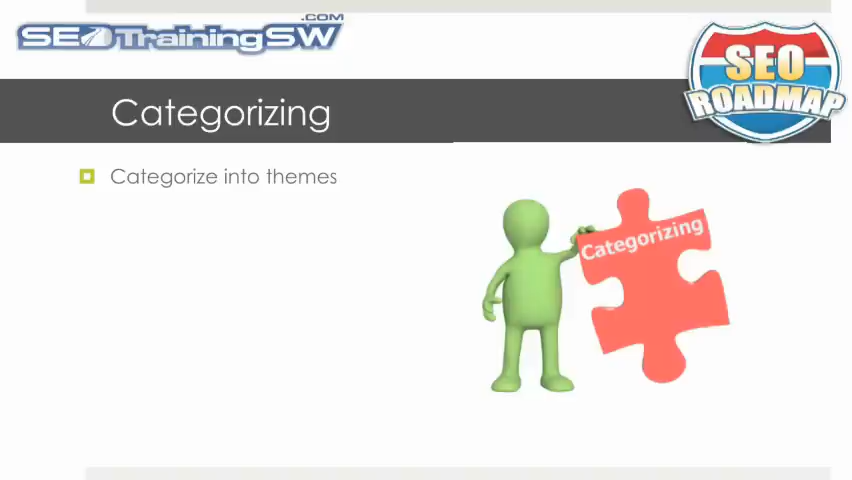 .COM
SEOTrainingSW
SEO
ROADMAP
Categorizing
Categorize into themes
Categorizing